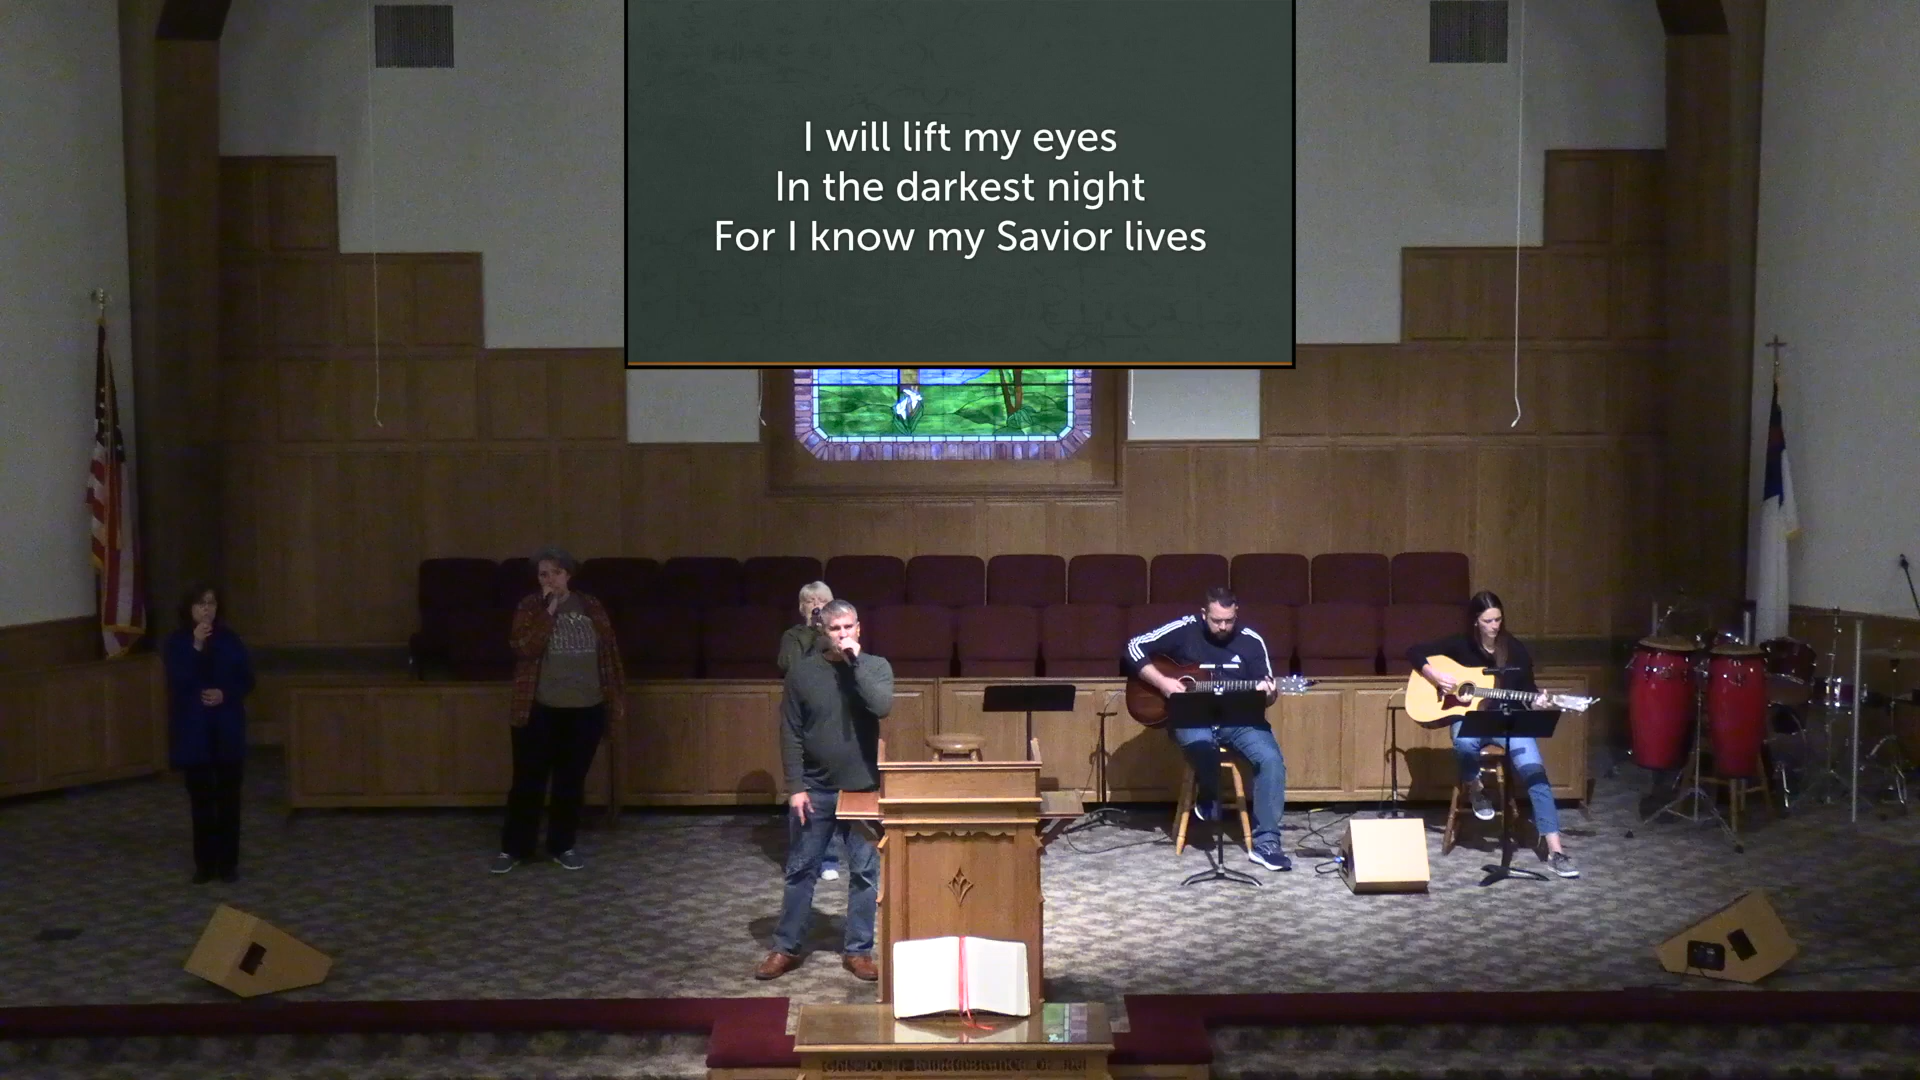 I will lift my eyes
In the darkest night
For I know my Savior lives